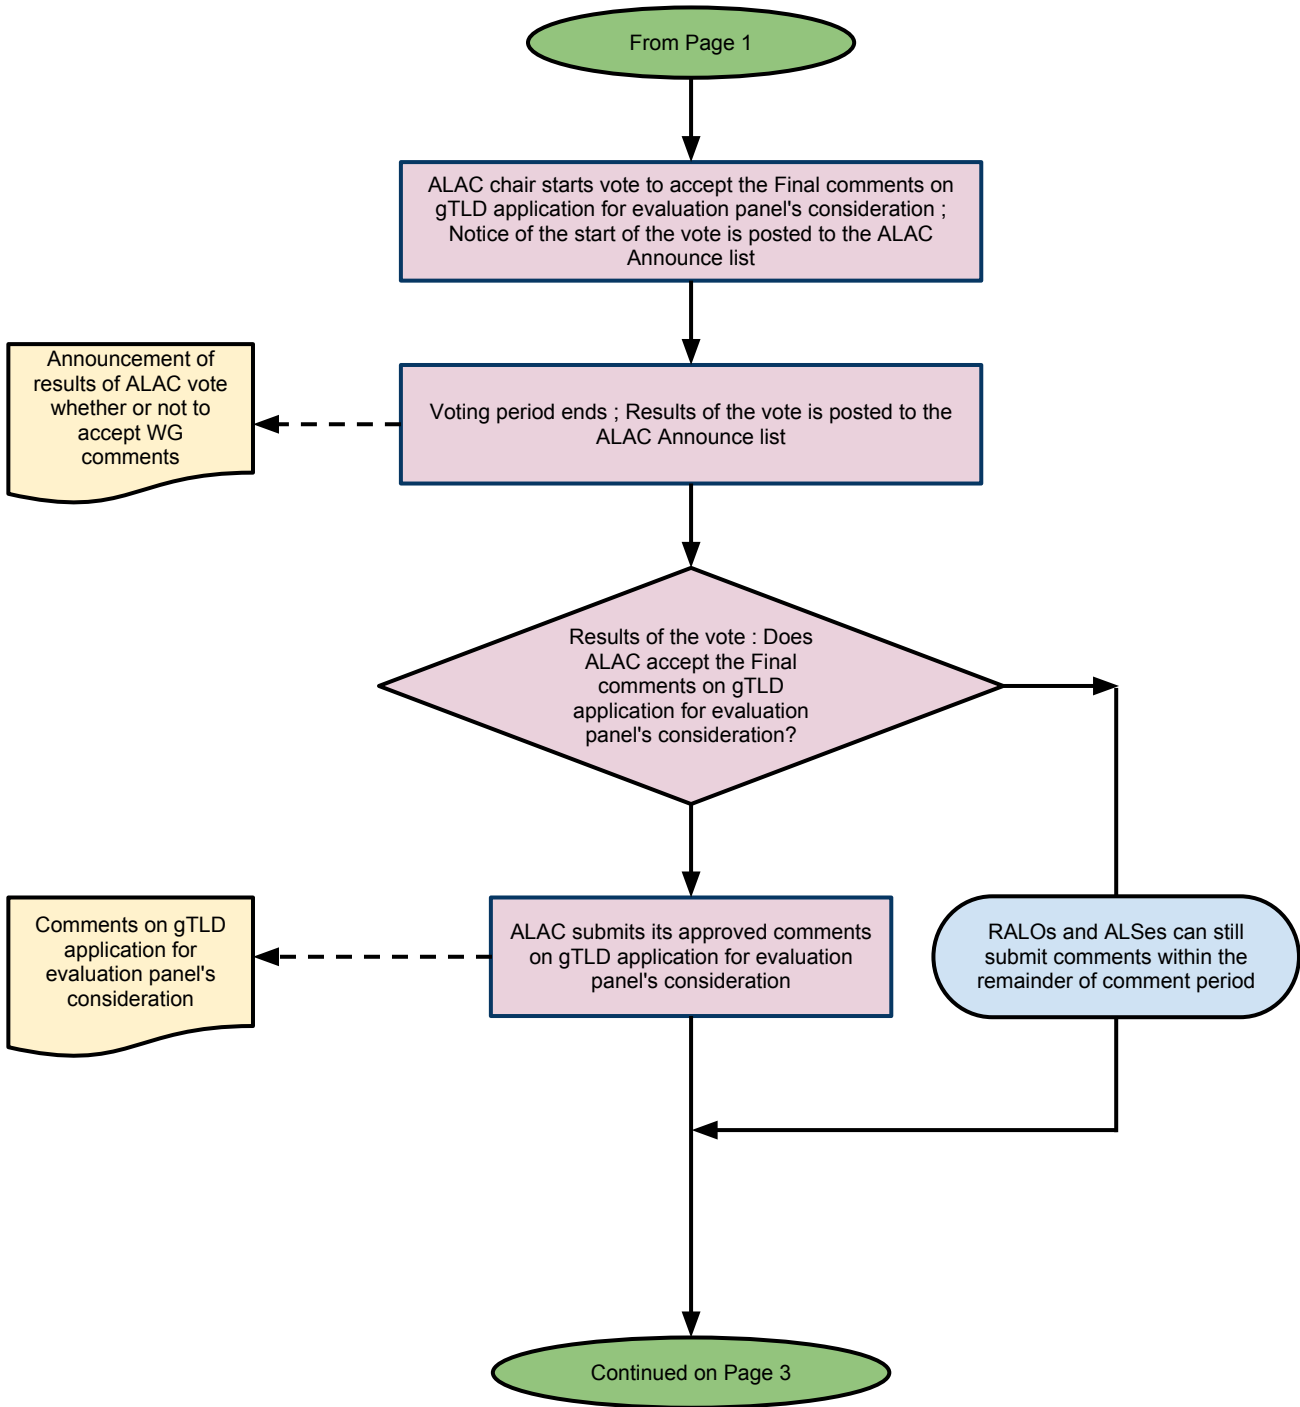 From Page 1
ALAC chair starts vote to accept the Final comments on
gTLD application for evaluation panel's consideration ;
Notice of the start of the vote is posted to the ALAC
Announce list
Announcement of
results of ALAC vote
whether or not to
accept WG
comments
Voting period ends ; Results of the vote is posted to the
ALAC Announce list
Results of the vote : Does
ALAC accept the Final
comments on gTLD
application for evaluation
panel's consideration?
Comments on gTLD
application for
evaluation panel's
consideration
ALAC submits its approved comments
on gTLD application for evaluation
panel's consideration
RALOs and ALSes can still
submit comments within the
remainder of comment period
Continued on Page 3